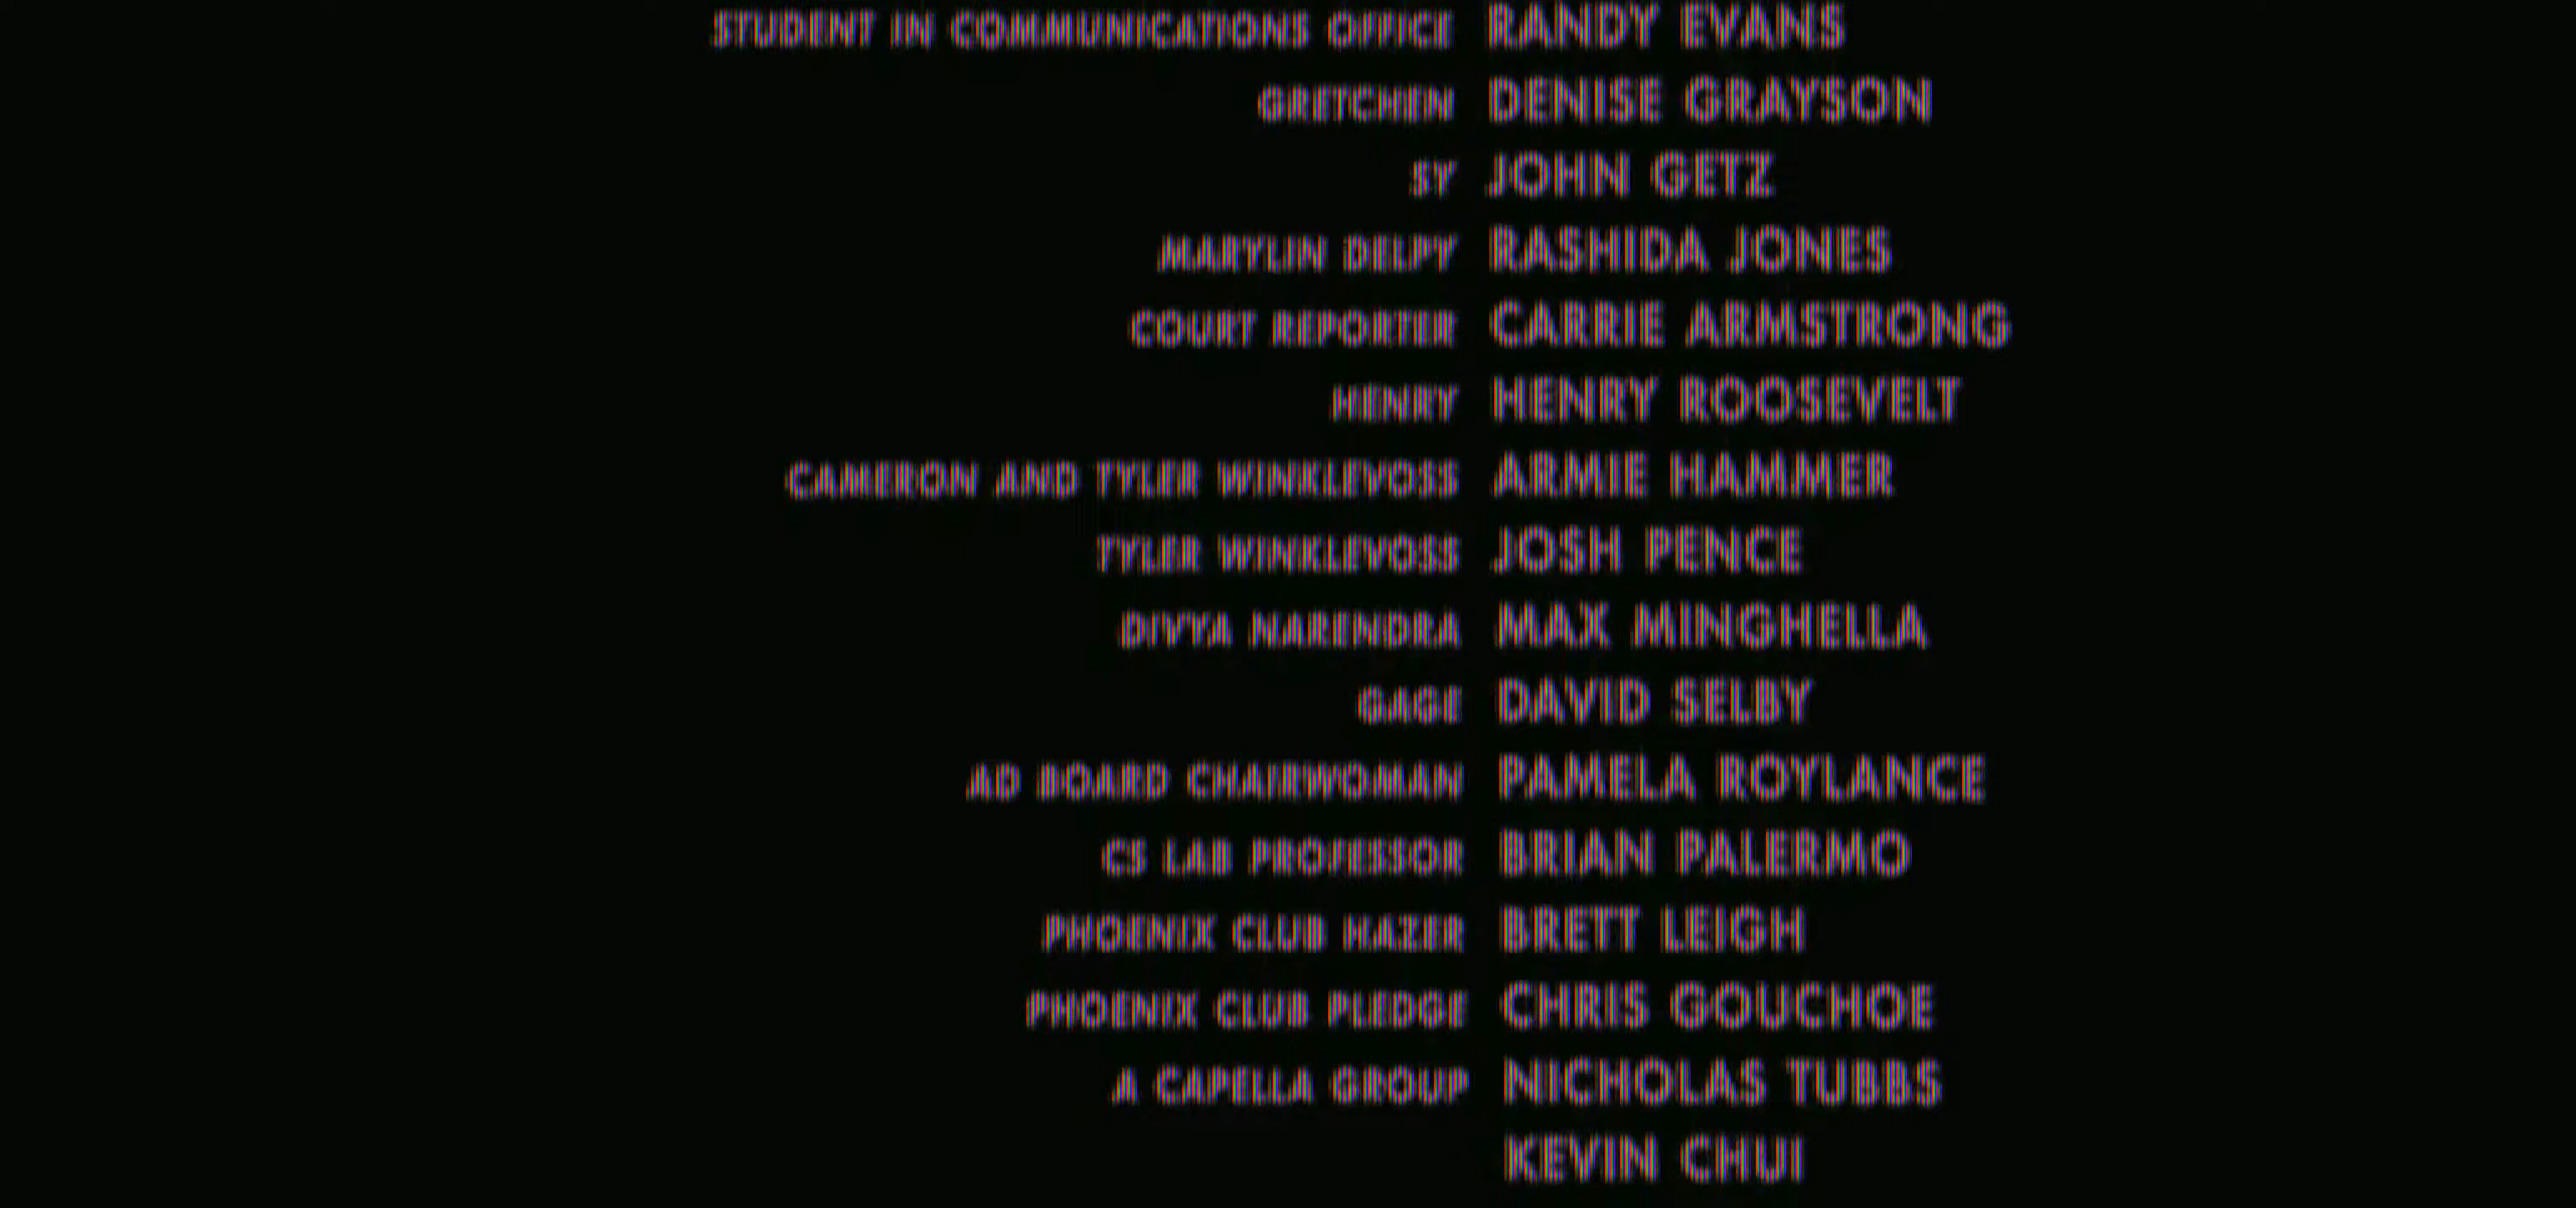 STUDENT IN COMMUNICATIONS OFFICE RANDY EVANS
GRETCHEN DENISE GRAYSON
SY JOHN GETZ
MARYLIN DELPY RASHIDA JONES
COURT REPORTER CARRIE ARMSTRONG
HENRY HENRY ROOSEVELT
CAMERON AND TYLER WINKLEVOSS ARMIE HAMMER
TYLER WINKLEVOSS JOSH PENCE
DIVYA NARENDRA MAX MINGHELLA
GAGE DAVID SELBY
AD BOARD CHAIRWOMAN PAMELA ROYLANCE
CS LAB PROFESSOR BRIAN PALERMO
PHOENIX CLUB HAZER BRETT LEIGH
PHOENIX CLUB PLEDGE CHRIS GOUCHOE
A CAPELLA GROUP NICHOLAS TUBBS
KEVIN CHUI